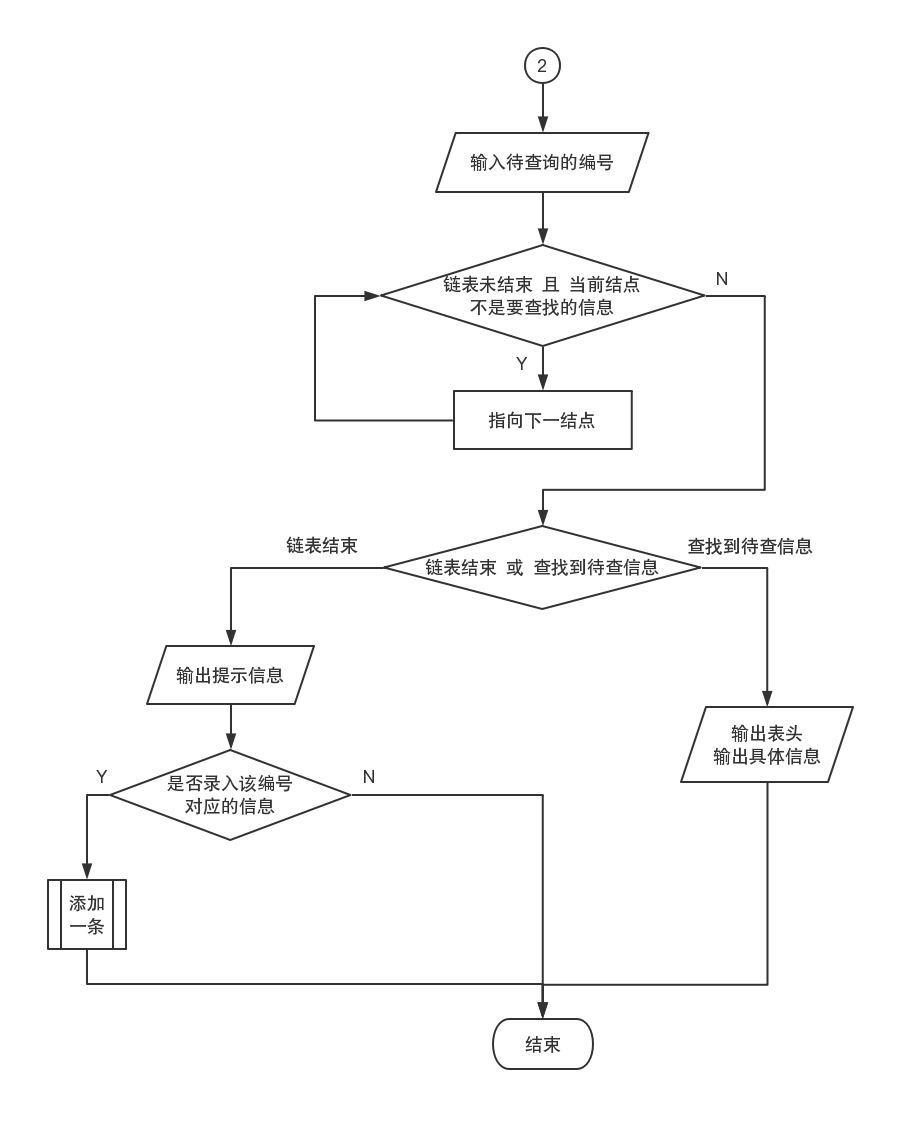 2
输入待查询的编号
链表未结束 且 当前结点
不是要查找的信息
N
Y
指向下一结点
链表结束
链表结束 或 查找到待查信息
查找到待查信息
输出提示信息
输出表头
输出具体信息
Y
是否录入该编号
对应的信息
N
添加
一条
结束